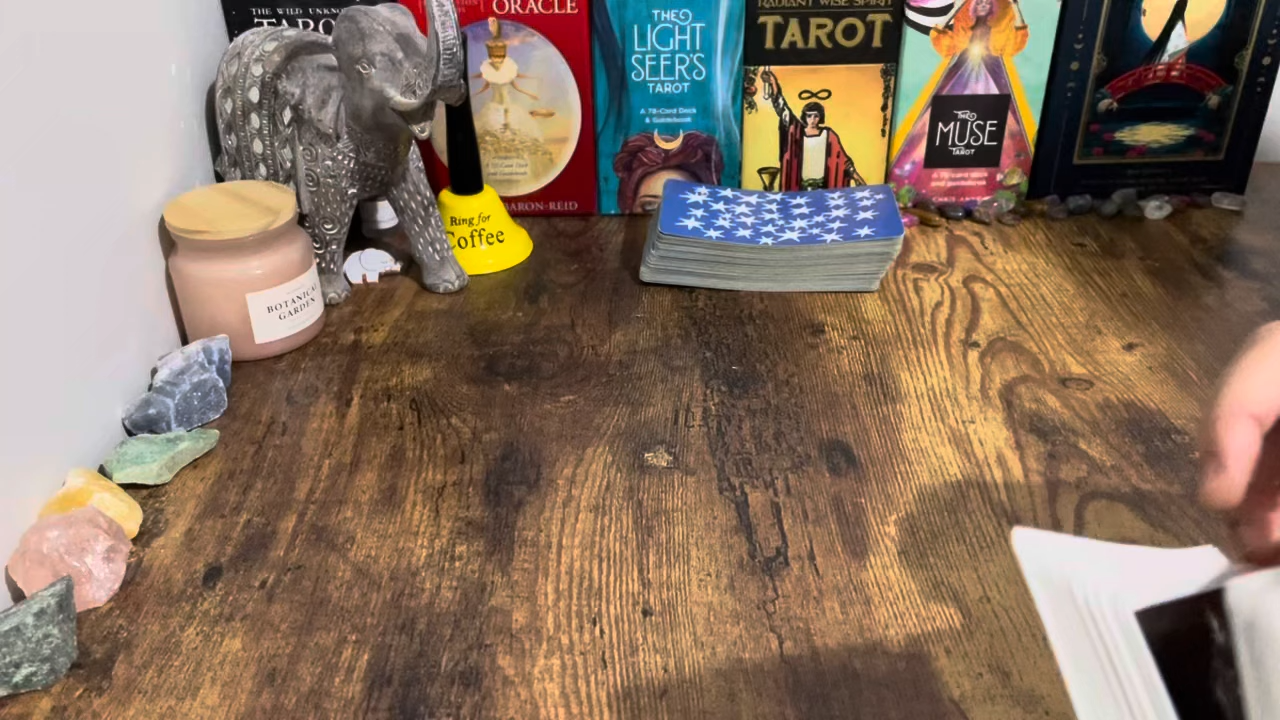 THE WILD UNKNOWN
TAROT
ORACLE
BARON-REID
Ring for
Coffee
BOTANICAL
GARDEN
THE
LIGHT
SEER'S
TAROT
A 78-Card Deck
& Guidebook
RADIANT WISE SPIRIT
TAROT
THE
MUSE
TAROT
A 78-card deck
and guidebook